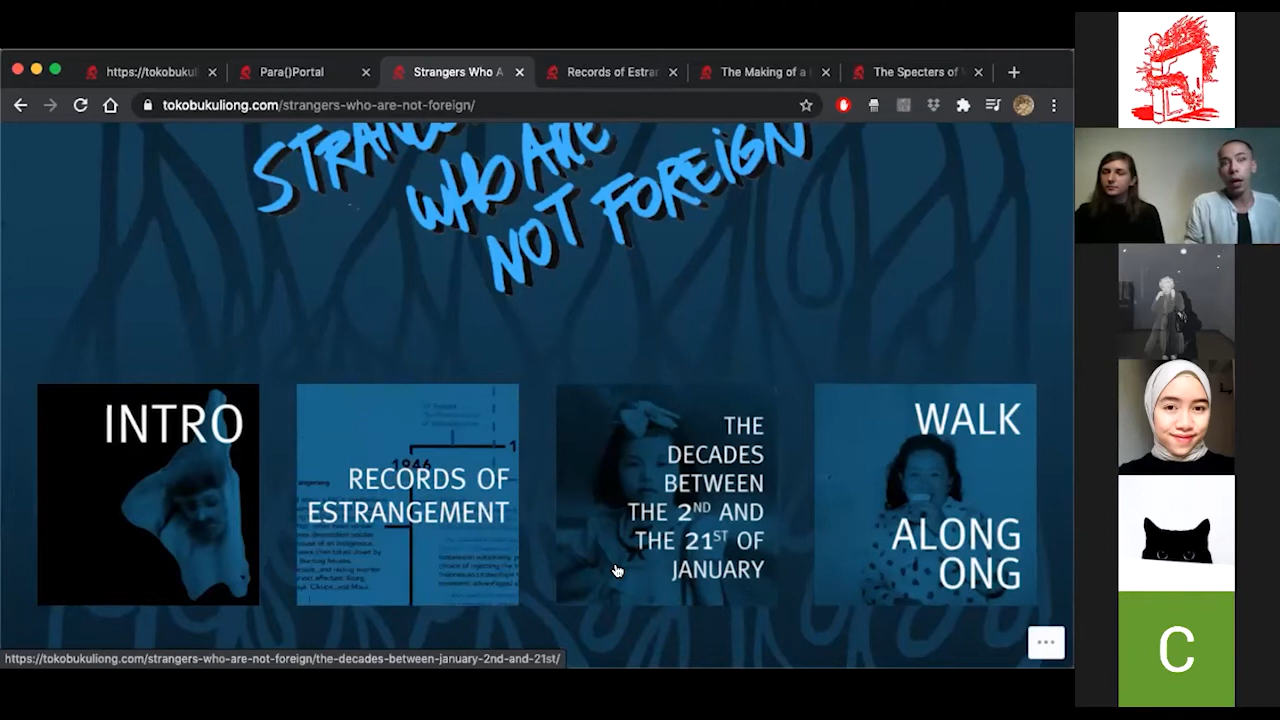 https://tokobukul
Para()Portal
Strangers Who A
Records of Estran
The Making of a
The Specters of
tokobukuliong.com/strangers-who-are-not-foreign/
WHO ARE
NOT FOREIGN
INTRO
1946
RECORDS OF
ESTRANGEMENT
THE
DECADES
BETWEEN
THE 2ND AND
THE 21ST OF
JANUARY
WALK
ALONG
ONG
https://tokobukuliong.com/strangers-who-are-not-foreign/the-decades-between-january-2nd-and-21st/
C